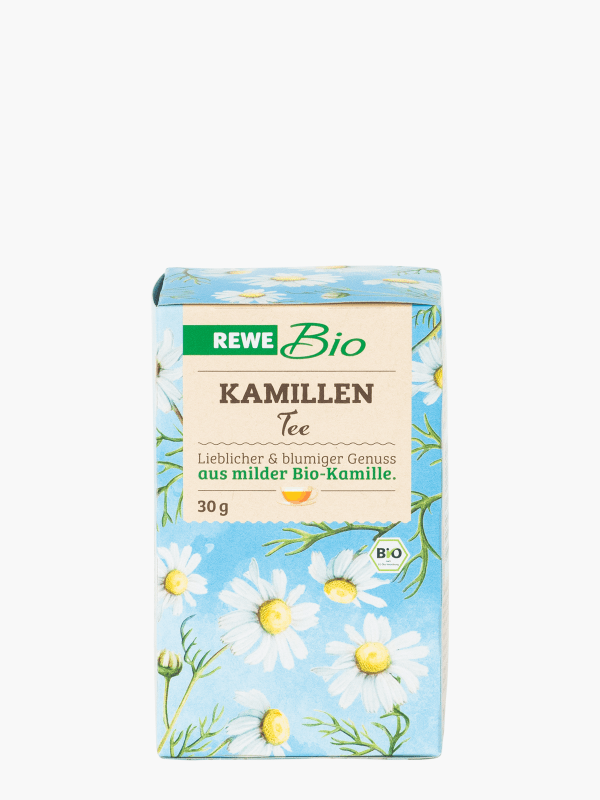 REWE Bio
KAMILLEN
Tee
Lieblicher & blumiger Genuss
aus milder Bio-Kamille.
30 g
BiO